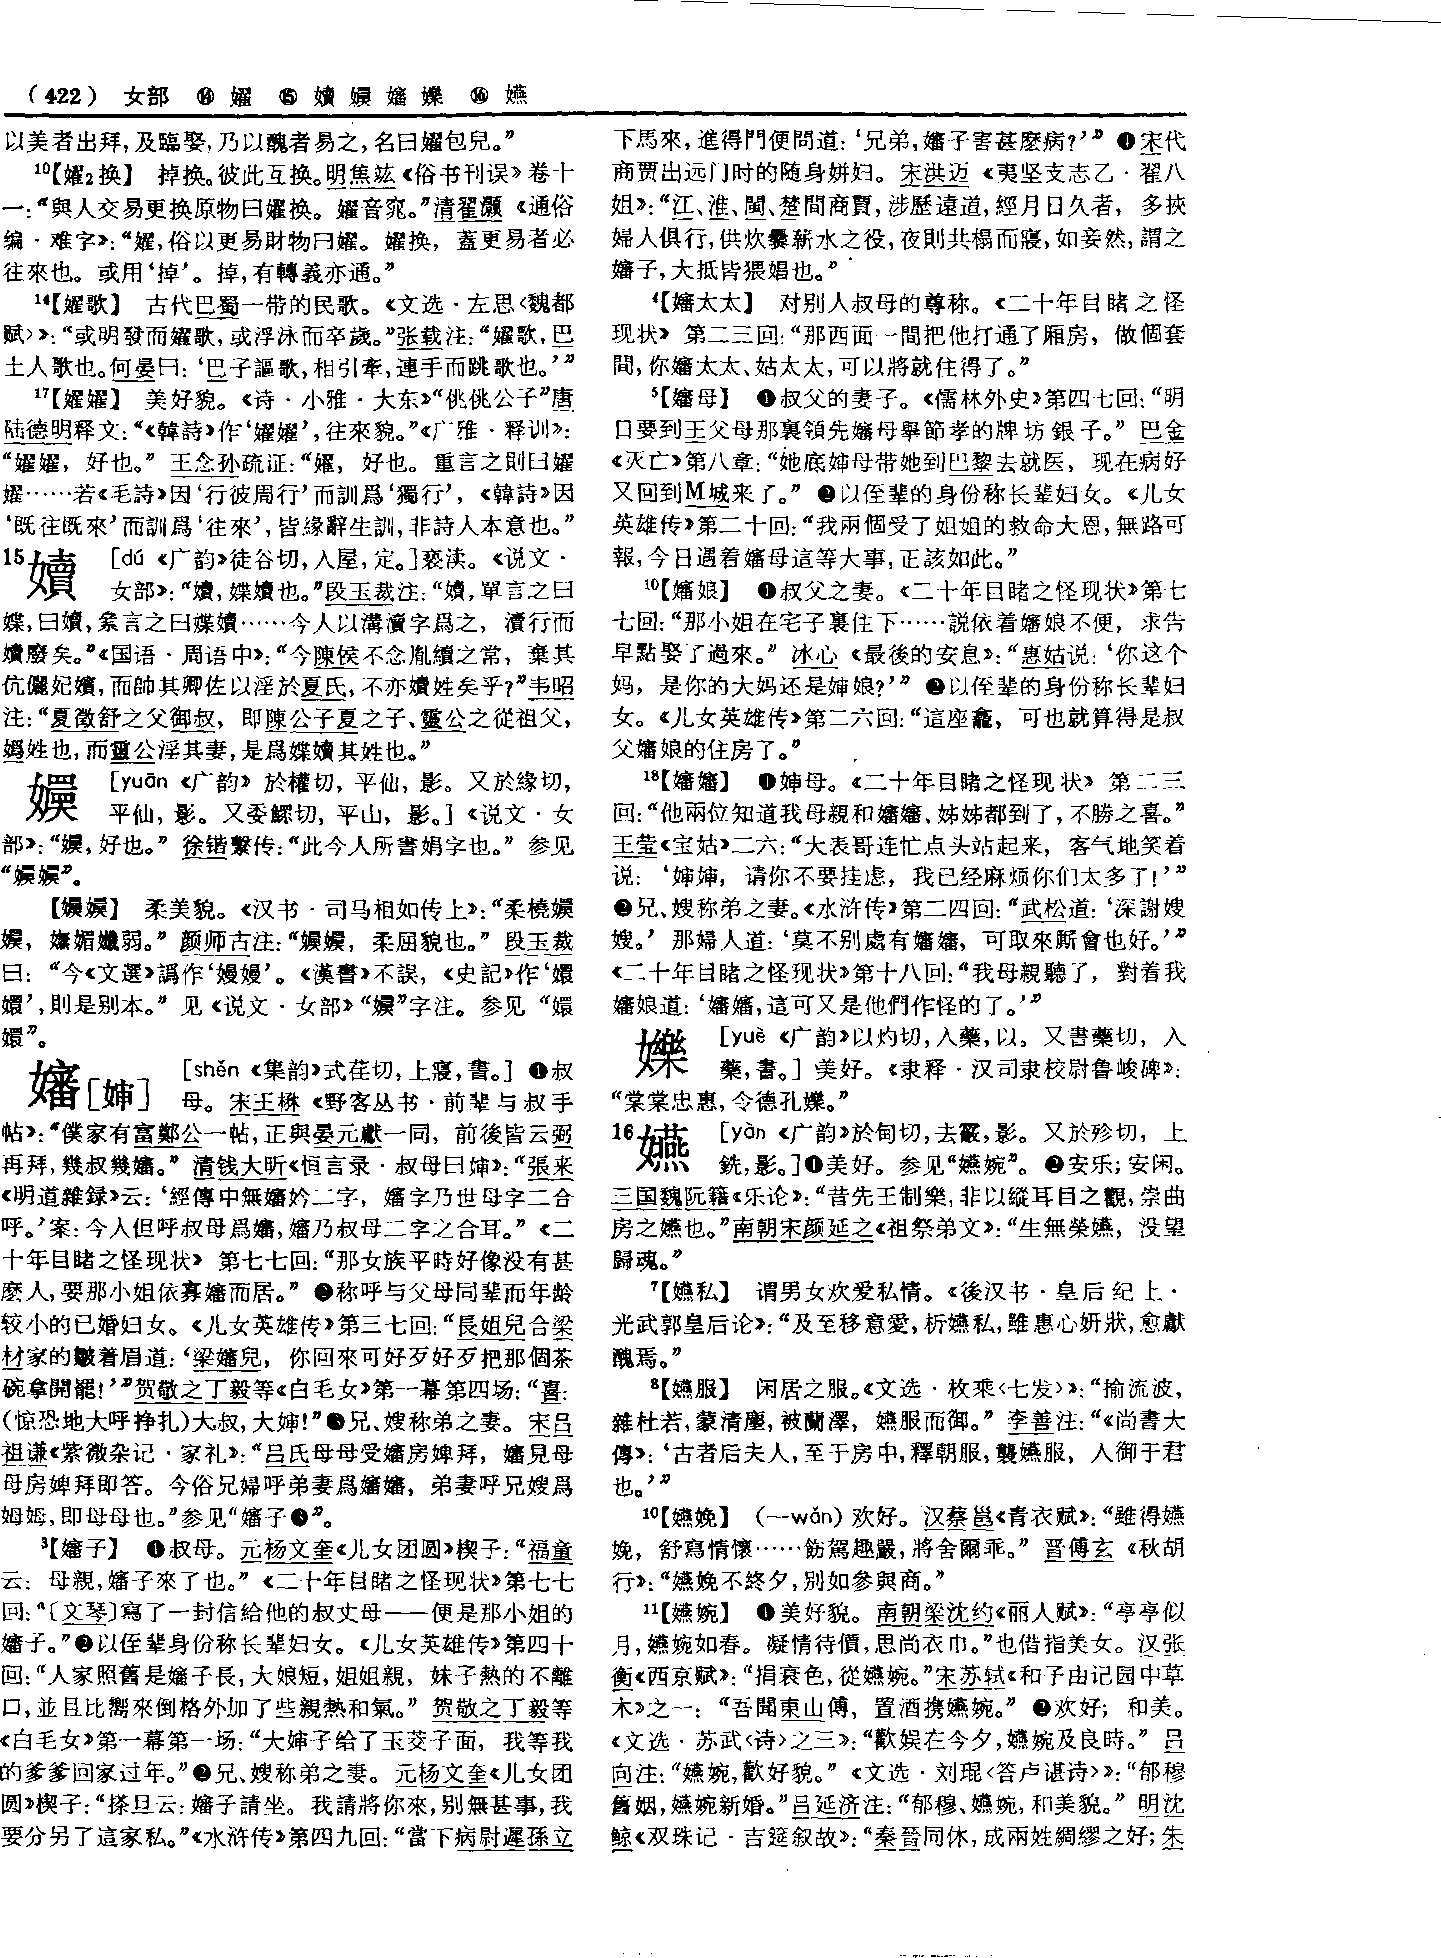 (422) 女部 ⑭ 嬥 ⑮ 嬻 嬽 嬸 嬫 ⑯ 嬿
以美者出拜,及臨娶,乃以醜者易之,名曰嬥包兒。”
¹⁰【嬥₂换】 掉换。彼此互换。明焦竑《俗书刊误》卷十
一:“與人交易更换原物曰嬥换。嬥音窕。”清翟灝《通俗
编·难字》:“嬥,俗以更易財物曰嬥。嬥换,蓋更易者必
往來也。或用‘掉’。掉,有轉義亦通。”
¹⁴【嬥歌】 古代巴蜀一带的民歌。《文选·左思〈魏都
赋〉》:“或明發而嬥歌,或浮泳而卒歲。”张载注:“嬥歌,巴
土人歌也。何晏曰:‘巴子謳歌,相引牽,連手而跳歌也。’”
¹⁷【嬥嬥】 美好貌。《诗·小雅·大东》“佻佻公子”唐
陆德明释文:“《韓詩》作‘嬥嬥’,往來貌。”《广雅·释训》:
“嬥嬥,好也。” 王念孙疏证:“嬥,好也。重言之則曰嬥
嬥……若《毛詩》因‘行彼周行’而訓爲‘獨行’,《韓詩》因
‘既往既來’而訓爲‘往來’,皆緣辭生訓,非詩人本意也。”
15 嬻 [dú 《广韵》徒谷切,入屋,定。]亵渎。《说文·
女部》:“嬻,媟嬻也。”段玉裁注:“嬻,單言之曰
媟,曰嬻,絫言之曰媟嬻……今人以溝瀆字爲之,瀆行而
嬻廢矣。”《国语·周语中》:“今陳侯不念胤續之常,棄其
伉儷妃嬪,而帥其卿佐以淫於夏氏,不亦嬻姓矣乎?”韦昭
注:“夏徵舒之父御叔,即陳公子夏之子、靈公之從祖父,
嬀姓也,而靈公淫其妻,是爲媟嬻其姓也。”
嬽 [yuān 《广韵》於權切,平仙,影。又於緣切,
平仙,影。又委鰥切,平山,影。]《说文·女
部》:“嬽,好也。” 徐锴繫传:“此今人所書娟字也。” 参见
“嬽嬽”。
【嬽嬽】 柔美貌。《汉书·司马相如传上》:“柔橈嬽
嬽,嫵媚孅弱。” 颜师古注:“嬽嬽,柔屈貌也。” 段玉裁
曰:“今《文選》譌作‘嫚嫚’。《漢書》不誤,《史記》作‘嬛
嬛’,則是别本。” 见《说文·女部》“嬽”字注。参见“嬛
嬛”。
嬸[婶] [shěn 《集韵》式荏切,上寑,書。] ❶叔
母。宋王楙《野客丛书·前辈与叔手
帖》:“僕家有富鄭公一帖,正與晏元獻一同,前後皆云弼
再拜,幾叔幾嬸。” 清钱大昕《恒言录·叔母曰婶》:“張耒
《明道雜録》云:‘經傳中無嬸妗二字,嬸字乃世母字二合
呼。’案:今人但呼叔母爲嬸,嬸乃叔母二字之合耳。”《二
十年目睹之怪现状》 第七七回:“那女族平時好像没有甚
麽人,要那小姐依寡嬸而居。” ❷称呼与父母同辈而年龄
较小的已婚妇女。《儿女英雄传》第三七回:“長姐兒合梁
材家的皺着眉道:‘梁嬸兒,你回來可好歹好歹把那個茶
碗拿開罷!’”贺敬之丁毅等《白毛女》第一幕第四场:“喜:
(惊恐地大呼挣扎)大叔,大婶!”❸兄、嫂称弟之妻。宋吕
祖谦《紫微杂记·家礼》:“吕氏母母受嬸房婢拜,嬸見母
母房婢拜即答。今俗兄婦呼弟妻爲嬸嬸,弟妻呼兄嫂爲
姆姆,即母母也。”参见“嬸子❸”。
³【嬸子】 ❶叔母。元杨文奎《儿女团圆》楔子:“福童
云:母親,嬸子來了也。”《二十年目睹之怪现状》第七七
回:“〔文琴〕寫了一封信給他的叔丈母——便是那小姐的
嬸子。”❷以侄辈身份称长辈妇女。《儿女英雄传》第四十
回:“人家照舊是嬸子長,大娘短,姐姐親,妹子熱的不離
口,並且比嚮來倒格外加了些親熱和氣。” 贺敬之丁毅等
《白毛女》第一幕第一场:“大婶子给了玉茭子面,我等我
的爹爹回家过年。”❷兄、嫂称弟之妻。元杨文奎《儿女团
圆》楔子:“搽旦云:嬸子請坐。我請將你來,别無甚事,我
要分另了這家私。”《水浒传》第四九回:“當下病尉遲孫立
下馬來,進得門便問道:‘兄弟,嬸子害甚麽病?’” ❹宋代
商贾出远门时的随身姘妇。宋洪迈《夷坚支志乙·翟八
姐》:“江、淮、閩、楚間商賈,涉歷遠道,經月日久者,多挾
婦人俱行,供炊爨薪水之役,夜則共榻而寢,如妾然,謂之
嬸子,大抵皆猥娼也。”
⁴【嬸太太】 对别人叔母的尊称。《二十年目睹之怪
现状》第二三回:“那西面一間把他打通了厢房,做個套
間,你嬸太太、姑太太,可以將就住得了。”
⁵【嬸母】 ❶叔父的妻子。《儒林外史》第四七回:“明
日要到王父母那裏領先嬸母舉節孝的牌坊銀子。” 巴金
《灭亡》第八章:“她底婶母带她到巴黎去就医,现在病好
又回到M城来了。” ❷以侄辈的身份称长辈妇女。《儿女
英雄传》第二十回:“我兩個受了姐姐的救命大恩,無路可
報,今日遇着嬸母這等大事,正該如此。”
¹⁰【嬸娘】 ❶叔父之妻。《二十年目睹之怪现状》第七
七回:“那小姐在宅子裏住下……説依着嬸娘不便,求告
早點娶了過來。” 冰心《最後的安息》:“惠姑说:‘你这个
妈,是你的大妈还是婶娘?’” ❷以侄辈的身份称长辈妇
女。《儿女英雄传》第二六回:“這座龕,可也就算得是叔
父嬸娘的住房了。”
¹⁸【嬸嬸】 ❶婶母。《二十年目睹之怪现状》 第二三
回:“他兩位知道我母親和嬸嬸、姊姊都到了,不勝之喜。”
王莹《宝姑》二六:“大表哥连忙点头站起来,客气地笑着
说:‘婶婶,请你不要挂虑,我已经麻烦你们太多了!’”
❷兄、嫂称弟之妻。《水浒传》第二四回:“武松道:‘深謝嫂
嫂。’那婦人道:‘莫不别處有嬸嬸,可取來厮會也好。’”
《二十年目睹之怪现状》第十八回:“我母親聽了,對着我
嬸娘道:‘嬸嬸,這可又是他們作怪的了。’”
嬫 [yuè 《广韵》以灼切,入藥,以。又書藥切,入
藥,書。] 美好。《隶释·汉司隶校尉鲁峻碑》:
“棠棠忠惠,令德孔嬫。”
16 嬿 [yàn 《广韵》於甸切,去霰,影。又於殄切,上
銑,影。]❶美好。参见“嬿婉”。❷安乐;安闲。
三国魏阮籍《乐论》:“昔先王制樂,非以縱耳目之觀,崇曲
房之嬿也。”南朝宋颜延之《祖祭弟文》:“生無榮嬿,没望
歸魂。”
⁷【嬿私】 谓男女欢爱私情。《後汉书·皇后纪上·
光武郭皇后论》:“及至移意愛,析嬿私,雖惠心妍狀,愈獻
醜焉。”
⁸【嬿服】 闲居之服。《文选·枚乘〈七发〉》:“揄流波,
雜杜若,蒙清塵,被蘭澤,嬿服而御。” 李善注:“《尚書大
傳》:‘古者后夫人,至于房中,釋朝服,襲嬿服,入御于君
也。’”
¹⁰【嬿婏】 (—wǎn) 欢好。汉蔡邕《青衣赋》:“雖得嬿
娩,舒寫情懷……飭駕趣嚴,將舍爾乖。” 晋傅玄《秋胡
行》:“嬿娩不終夕,别如參與商。”
¹¹【嬿婉】 ❶美好貌。南朝梁沈约《丽人赋》:“亭亭似
月,嬿婉如春。凝情待價,思尚衣巾。”也借指美女。汉张
衡《西京赋》:“捐衰色,從嬿婉。”宋苏轼《和子由记园中草
木》之一:“吾聞東山傅,置酒携嬿婉。” ❷欢好;和美。
《文选·苏武〈诗〉之三》:“歡娱在今夕,嬿婉及良時。” 吕
向注:“嬿婉,歡好貌。”《文选·刘琨〈答卢谌诗〉》:“郁穆
舊姻,嬿婉新婚。”吕延济注:“郁穆、嬿婉,和美貌。” 明沈
鲸《双珠记·吉筵叙故》:“秦晉同休,成兩姓綢繆之好;朱